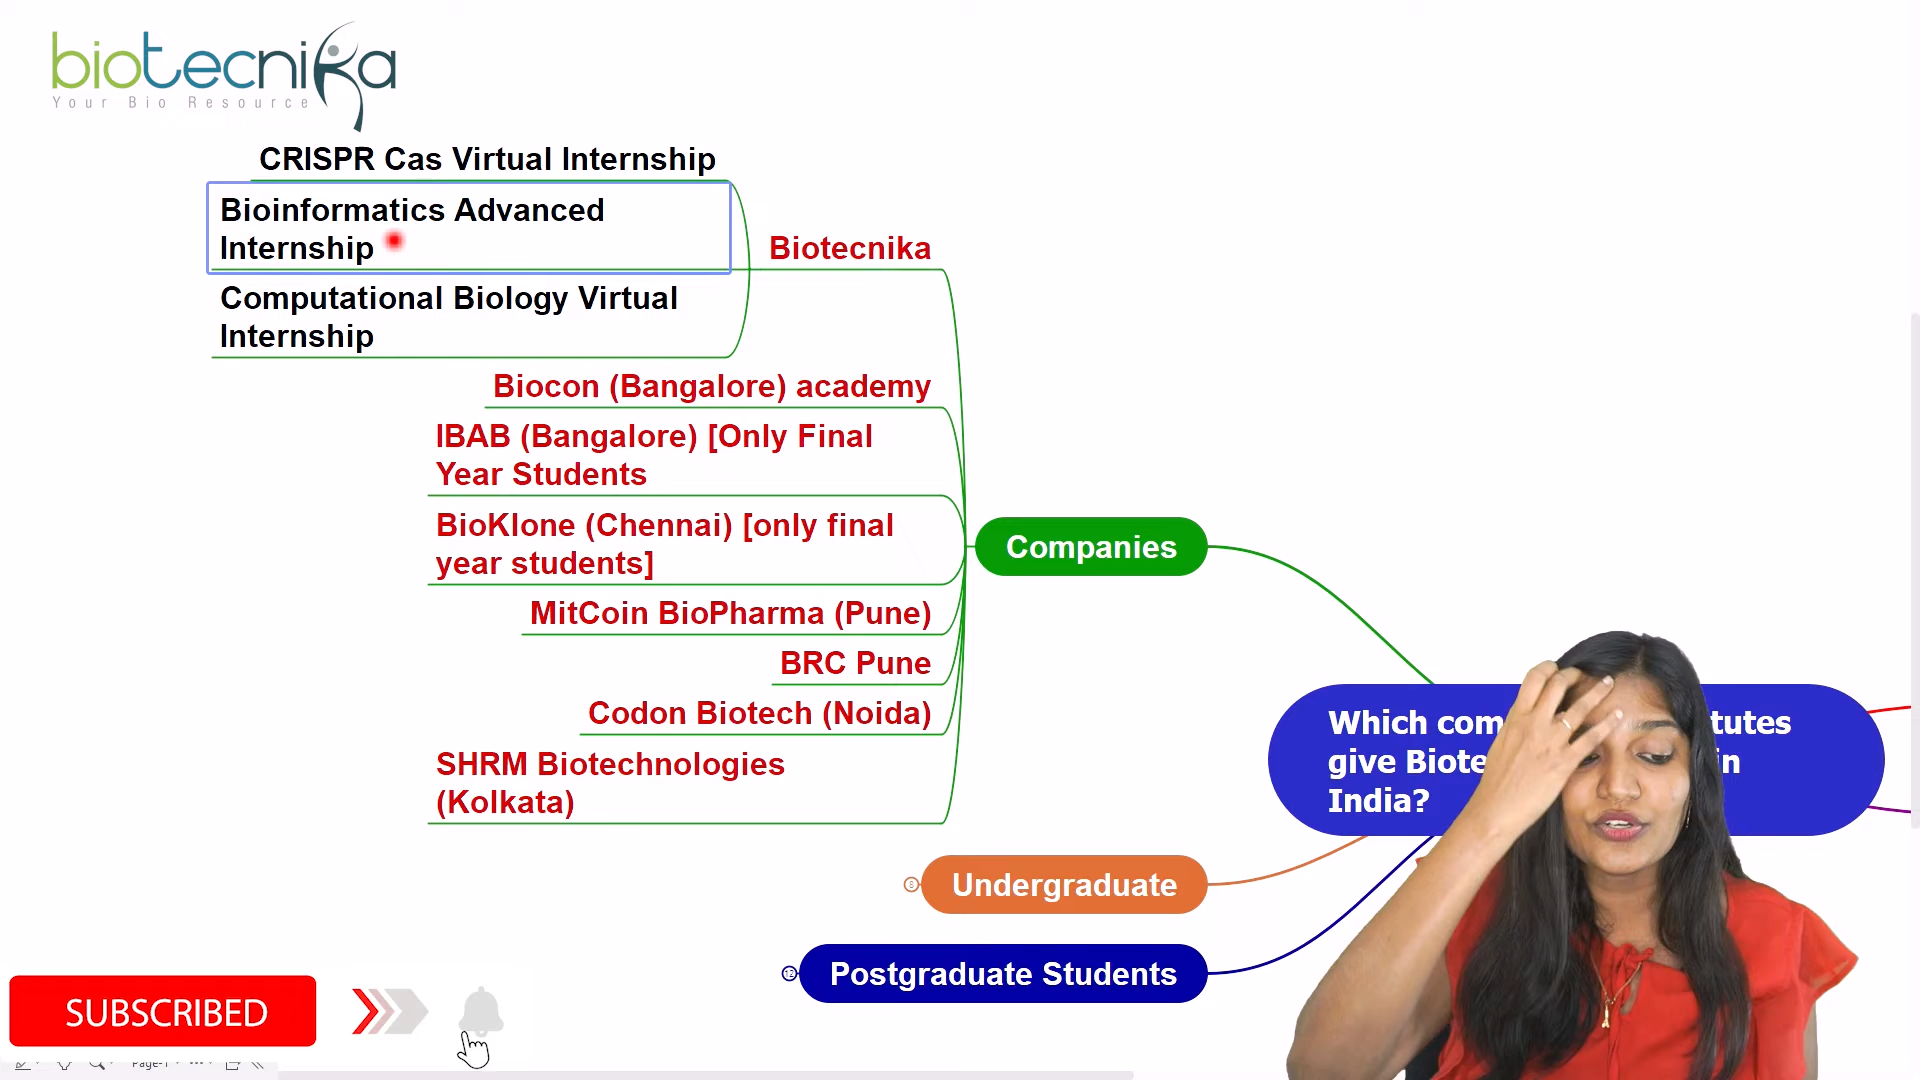 biotecnika
Your Bio Resource
CRISPR Cas Virtual Internship
Bioinformatics Advanced
Internship
Biotecnika
Computational Biology Virtual
Internship
Biocon (Bangalore) academy
IBAB (Bangalore) [Only Final
Year Students
BioKlone (Chennai) [only final
year students]
Companies
MitCoin BioPharma (Pune)
BRC Pune
Codon Biotech (Noida)
Which com tutes
give Biote in
India?
SHRM Biotechnologies
(Kolkata)
8
Undergraduate
12
Postgraduate Students
SUBSCRIBED